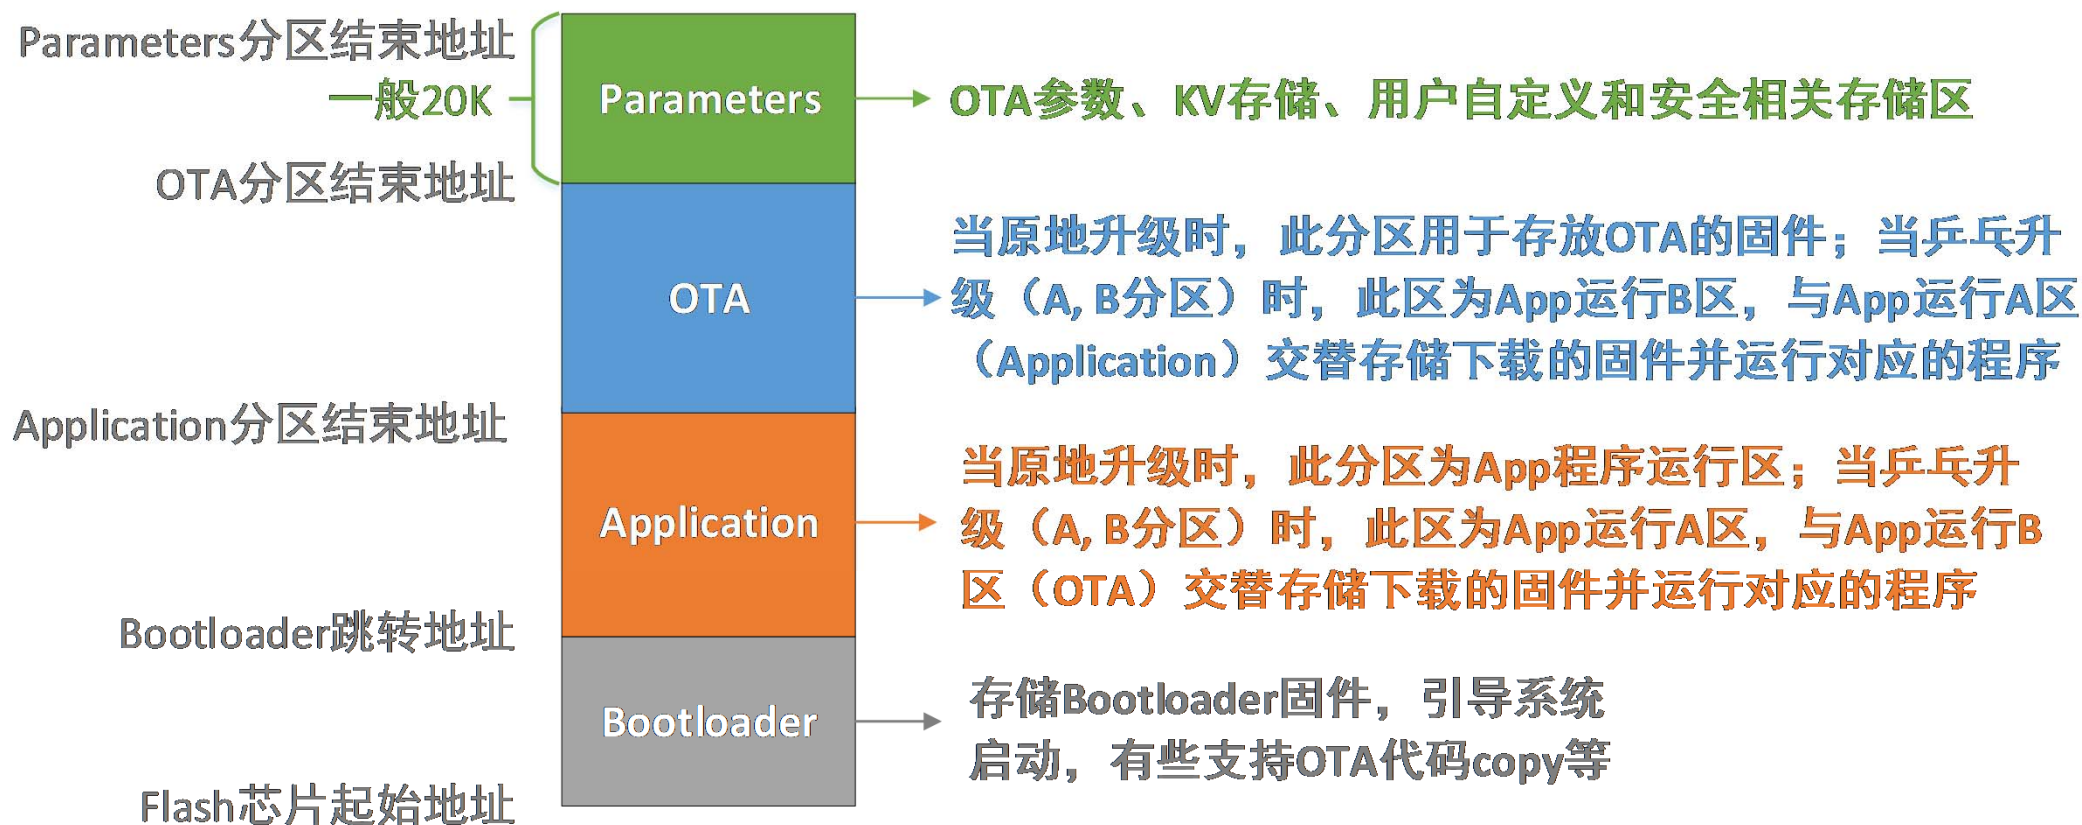 Parameters分区结束地址
一般20K
Parameters
OTA参数、KV存储、用户自定义和安全相关存储区
OTA分区结束地址
OTA
当原地升级时，此分区用于存放OTA的固件；当乒乓升
级（A, B分区）时，此区为App运行B区，与App运行A区
（Application）交替存储下载的固件并运行对应的程序
Application分区结束地址
Application
当原地升级时，此分区为App程序运行区；当乒乓升
级（A, B分区）时，此区为App运行A区，与App运行B
区（OTA）交替存储下载的固件并运行对应的程序
Bootloader跳转地址
Bootloader
存储Bootloader固件，引导系统
启动，有些支持OTA代码copy等
Flash芯片起始地址